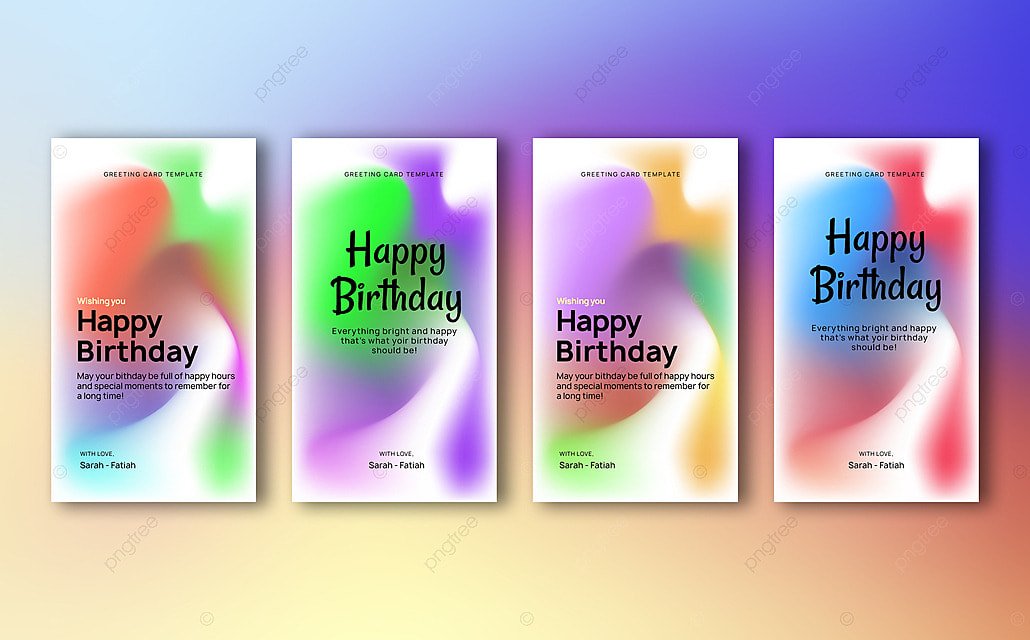 GREETING CARD TEMPLATE
Wishing you
Happy
Birthday
May your bithday be full of happy hours
and special moments to remember for
a long time!
WITH LOVE,
Sarah - Fatiah
GREETING CARD TEMPLATE
Happy
Birthday
Everything bright and happy
that's what yoir birthday
should be!
WITH LOVE,
Sarah - Fatiah
GREETING CARD TEMPLATE
Wishing you
Happy
Birthday
May your bithday be full of happy hours
and special moments to remember for
a long time!
WITH LOVE,
Sarah - Fatiah
GREETING CARD TEMPLATE
Happy
Birthday
Everything bright and happy
that's what yoir birthday
should be!
WITH LOVE,
Sarah - Fatiah
pngtree